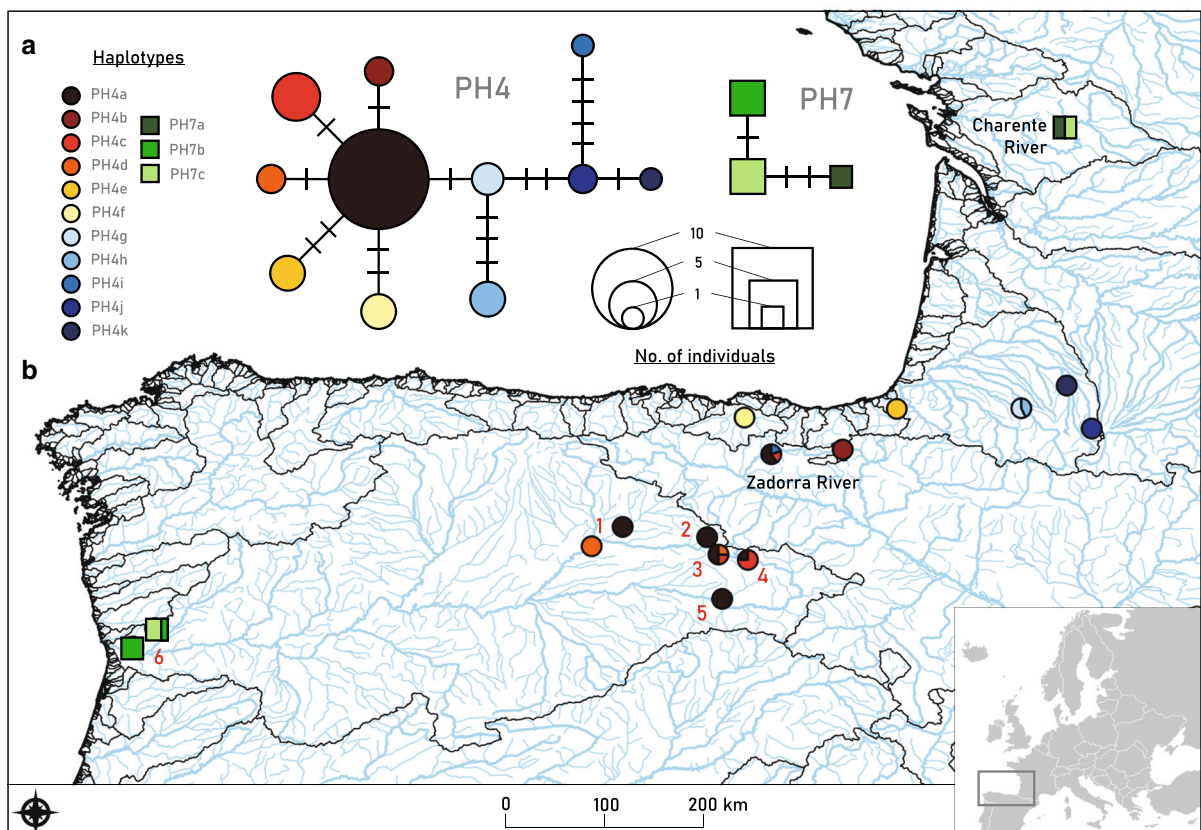 a
Haplotypes
PH4a
PH4b
PH4c
PH4d
PH4e
PH4f
PH4g
PH4h
PH4i
PH4j
PH4k
PH7a
PH7b
PH7c
PH4
PH7
10
5
1
No. of individuals
Charente
River
b
Zadorra River
1
2
3
4
5
6
0
100
200 km